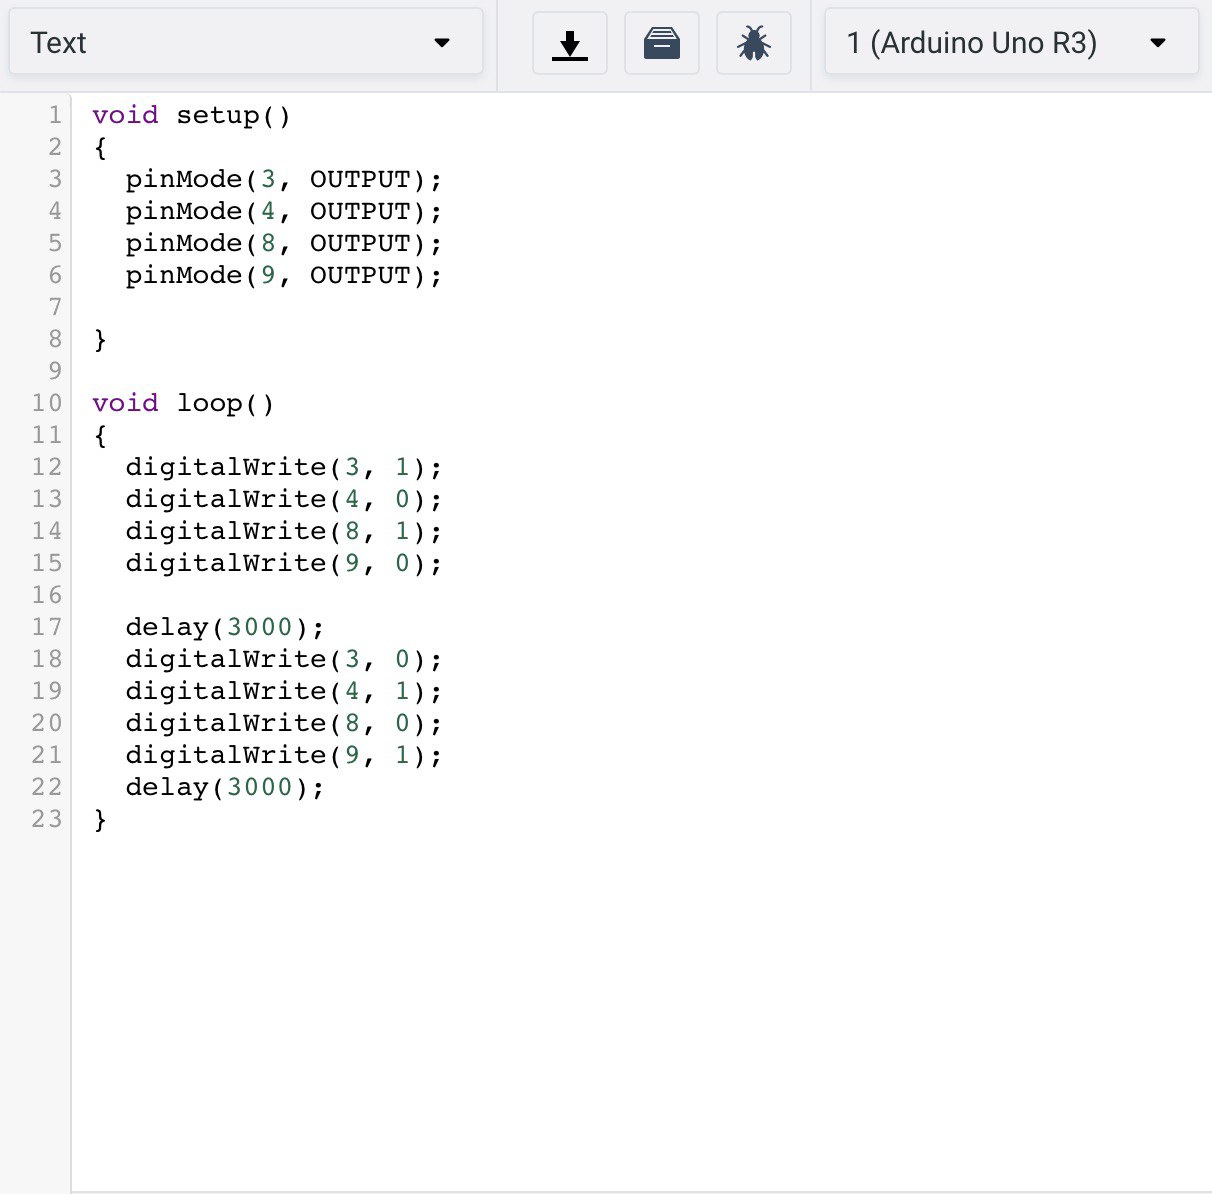 Text
1 (Arduino Uno R3)
1 void setup()
2 {
3   pinMode(3, OUTPUT);
4   pinMode(4, OUTPUT);
5   pinMode(8, OUTPUT);
6   pinMode(9, OUTPUT);
7
8 }
9
10 void loop()
11 {
12   digitalWrite(3, 1);
13   digitalWrite(4, 0);
14   digitalWrite(8, 1);
15   digitalWrite(9, 0);
16
17   delay(3000);
18   digitalWrite(3, 0);
19   digitalWrite(4, 1);
20   digitalWrite(8, 0);
21   digitalWrite(9, 1);
22   delay(3000);
23 }